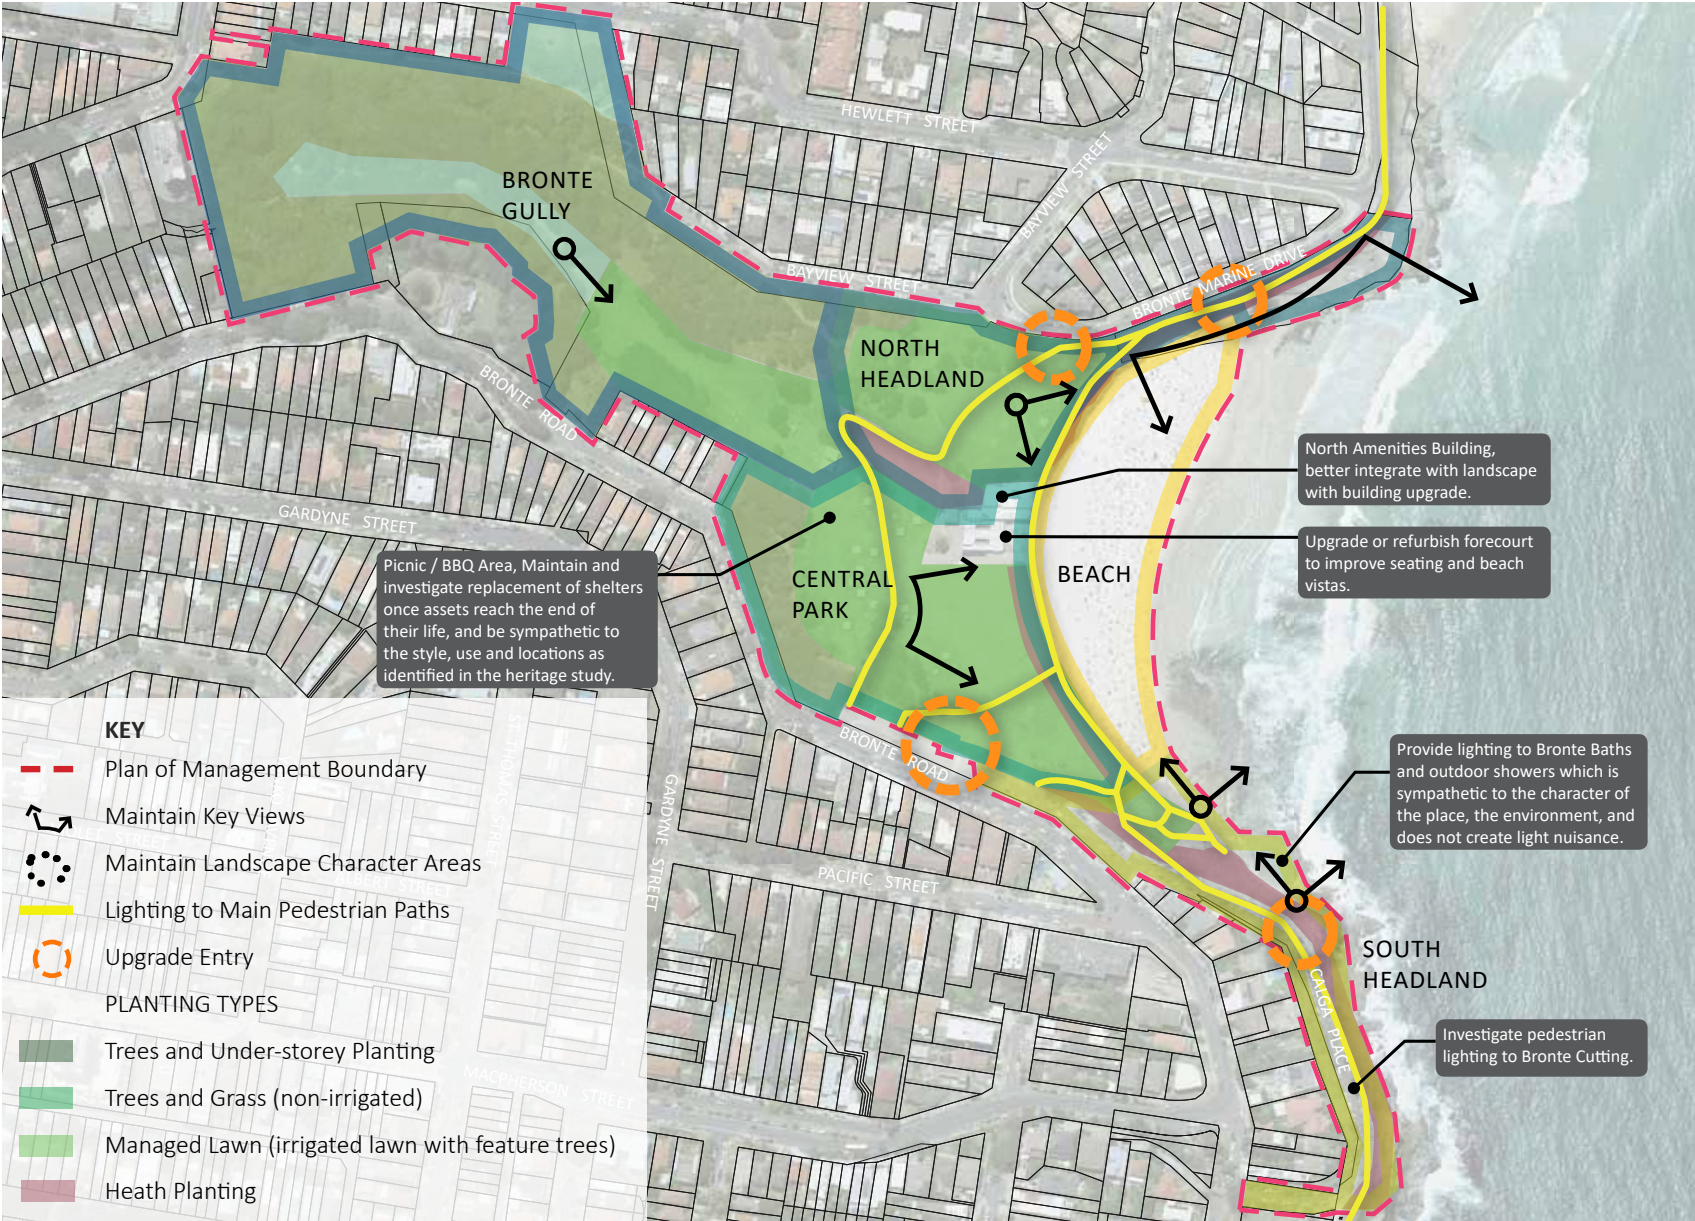 HEWLETT STREET
BAYVIEW STREET
BRONTE
GULLY
BAYVIEW STREET
BRONTE MARINE DRIVE
NORTH
HEADLAND
BRONTE ROAD
North Amenities Building,
better integrate with landscape
with building upgrade.
GARDYNE STREET
Upgrade or refurbish forecourt
to improve seating and beach
vistas.
Picnic / BBQ Area, Maintain and
investigate replacement of shelters
once assets reach the end of
their life, and be sympathetic to
the style, use and locations as
identified in the heritage study.
CENTRAL
PARK
BEACH
BRONTE ROAD
GARDYNE STREET
Provide lighting to Bronte Baths
and outdoor showers which is
sympathetic to the character of
the place, the environment, and
does not create light nuisance.
PACIFIC STREET
SOUTH
HEADLAND
CALGA PLACE
Investigate pedestrian
lighting to Bronte Cutting.
KEY
Plan of Management Boundary
Maintain Key Views
Maintain Landscape Character Areas
Lighting to Main Pedestrian Paths
Upgrade Entry
PLANTING TYPES
Trees and Under-storey Planting
Trees and Grass (non-irrigated)
Managed Lawn (irrigated lawn with feature trees)
Heath Planting
MACPHERSON STREET